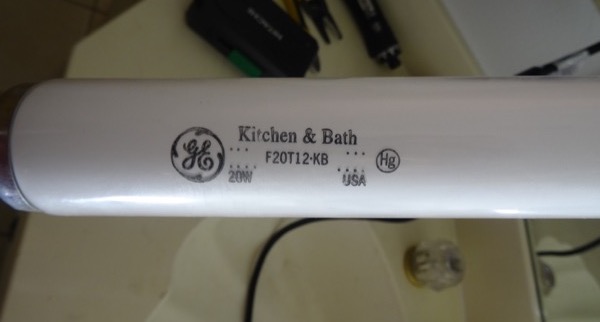 Kitchen & Bath
GE
F20T12·KB
Hg
20W
USA